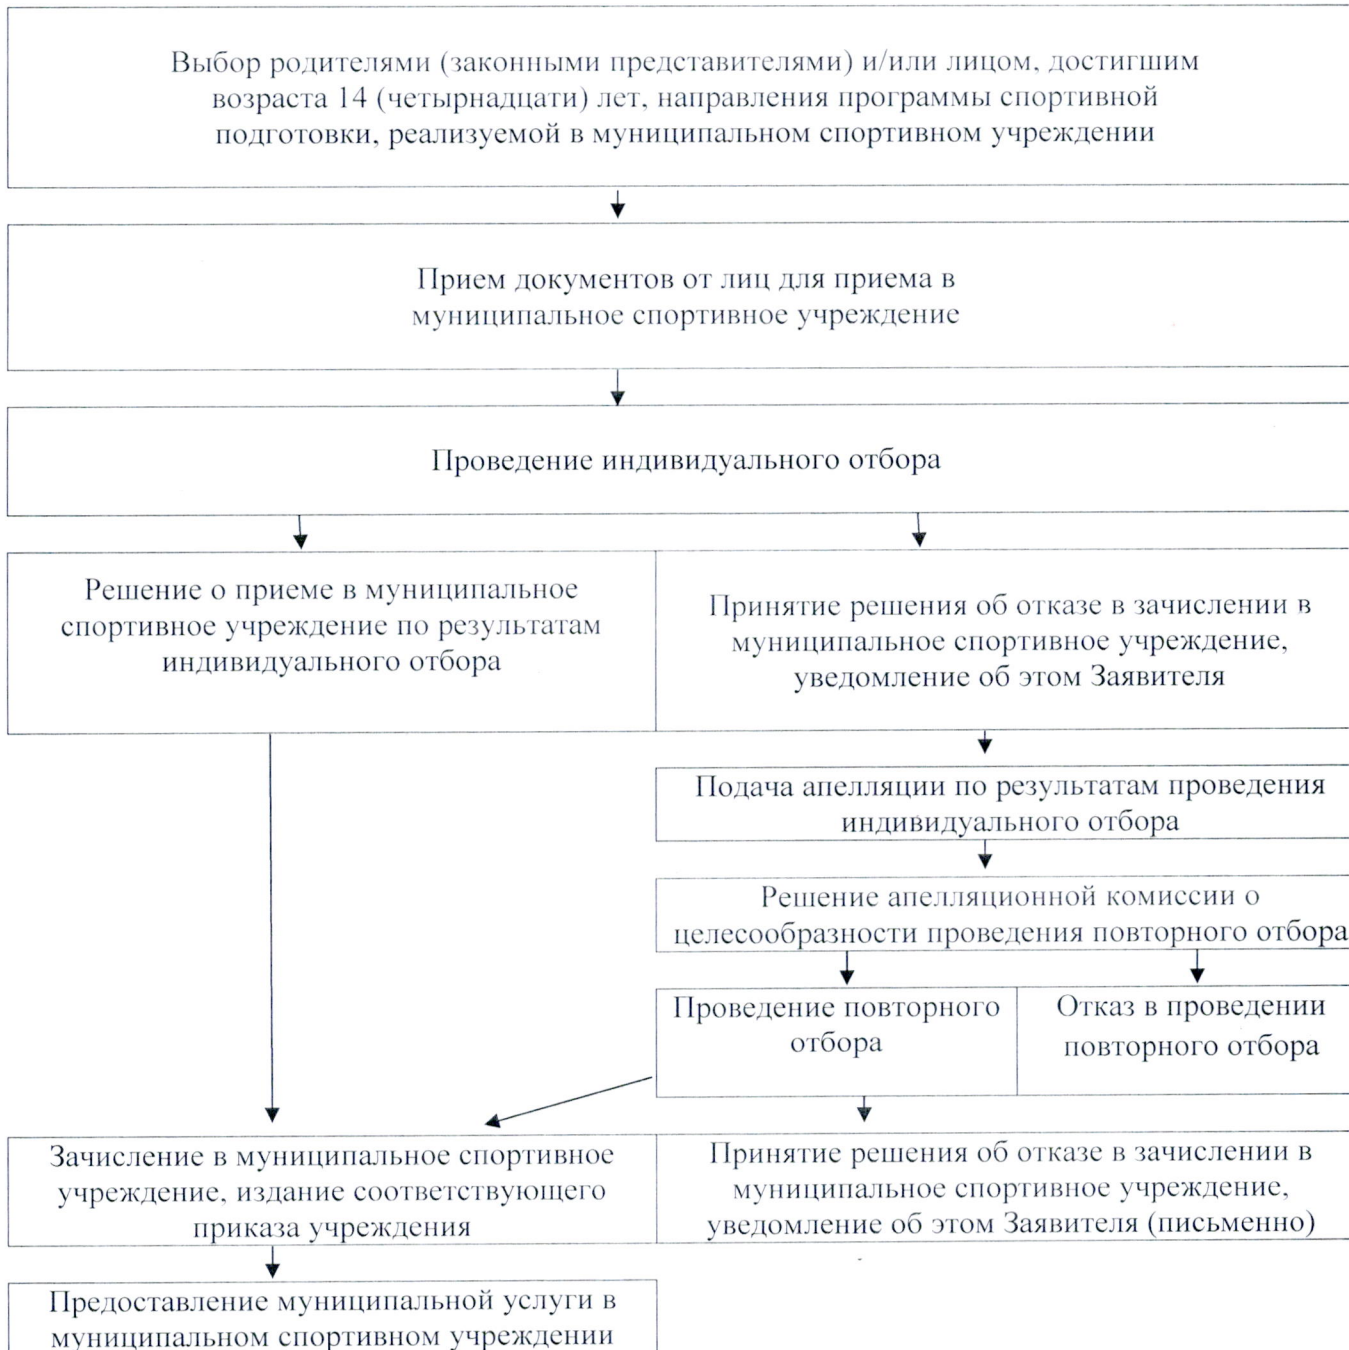 Выбор родителями (законными представителями) и/или лицом, достигшим
возраста 14 (четырнадцати) лет, направления программы спортивной
подготовки, реализуемой в муниципальном спортивном учреждении
Прием документов от лиц для приема в
муниципальное спортивное учреждение
Проведение индивидуального отбора
Решение о приеме в муниципальное
спортивное учреждение по результатам
индивидуального отбора
Принятие решения об отказе в зачислении в
муниципальное спортивное учреждение,
уведомление об этом Заявителя
Подача апелляции по результатам проведения
индивидуального отбора
Решение апелляционной комиссии о
целесообразности проведения повторного отбора
Проведение повторного
отбора
Отказ в проведении
повторного отбора
Зачисление в муниципальное спортивное
учреждение, издание соответствующего
приказа учреждения
Принятие решения об отказе в зачислении в
муниципальное спортивное учреждение,
уведомление об этом Заявителя (письменно)
Предоставление муниципальной услуги в
муниципальном спортивном учреждении